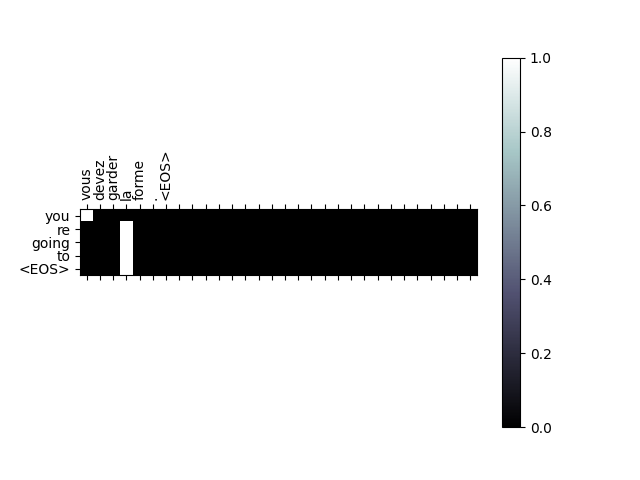 vous
devez
garder
la
forme
.
<EOS>
you
re
going
to
<EOS>
1.0
0.8
0.6
0.4
0.2
0.0